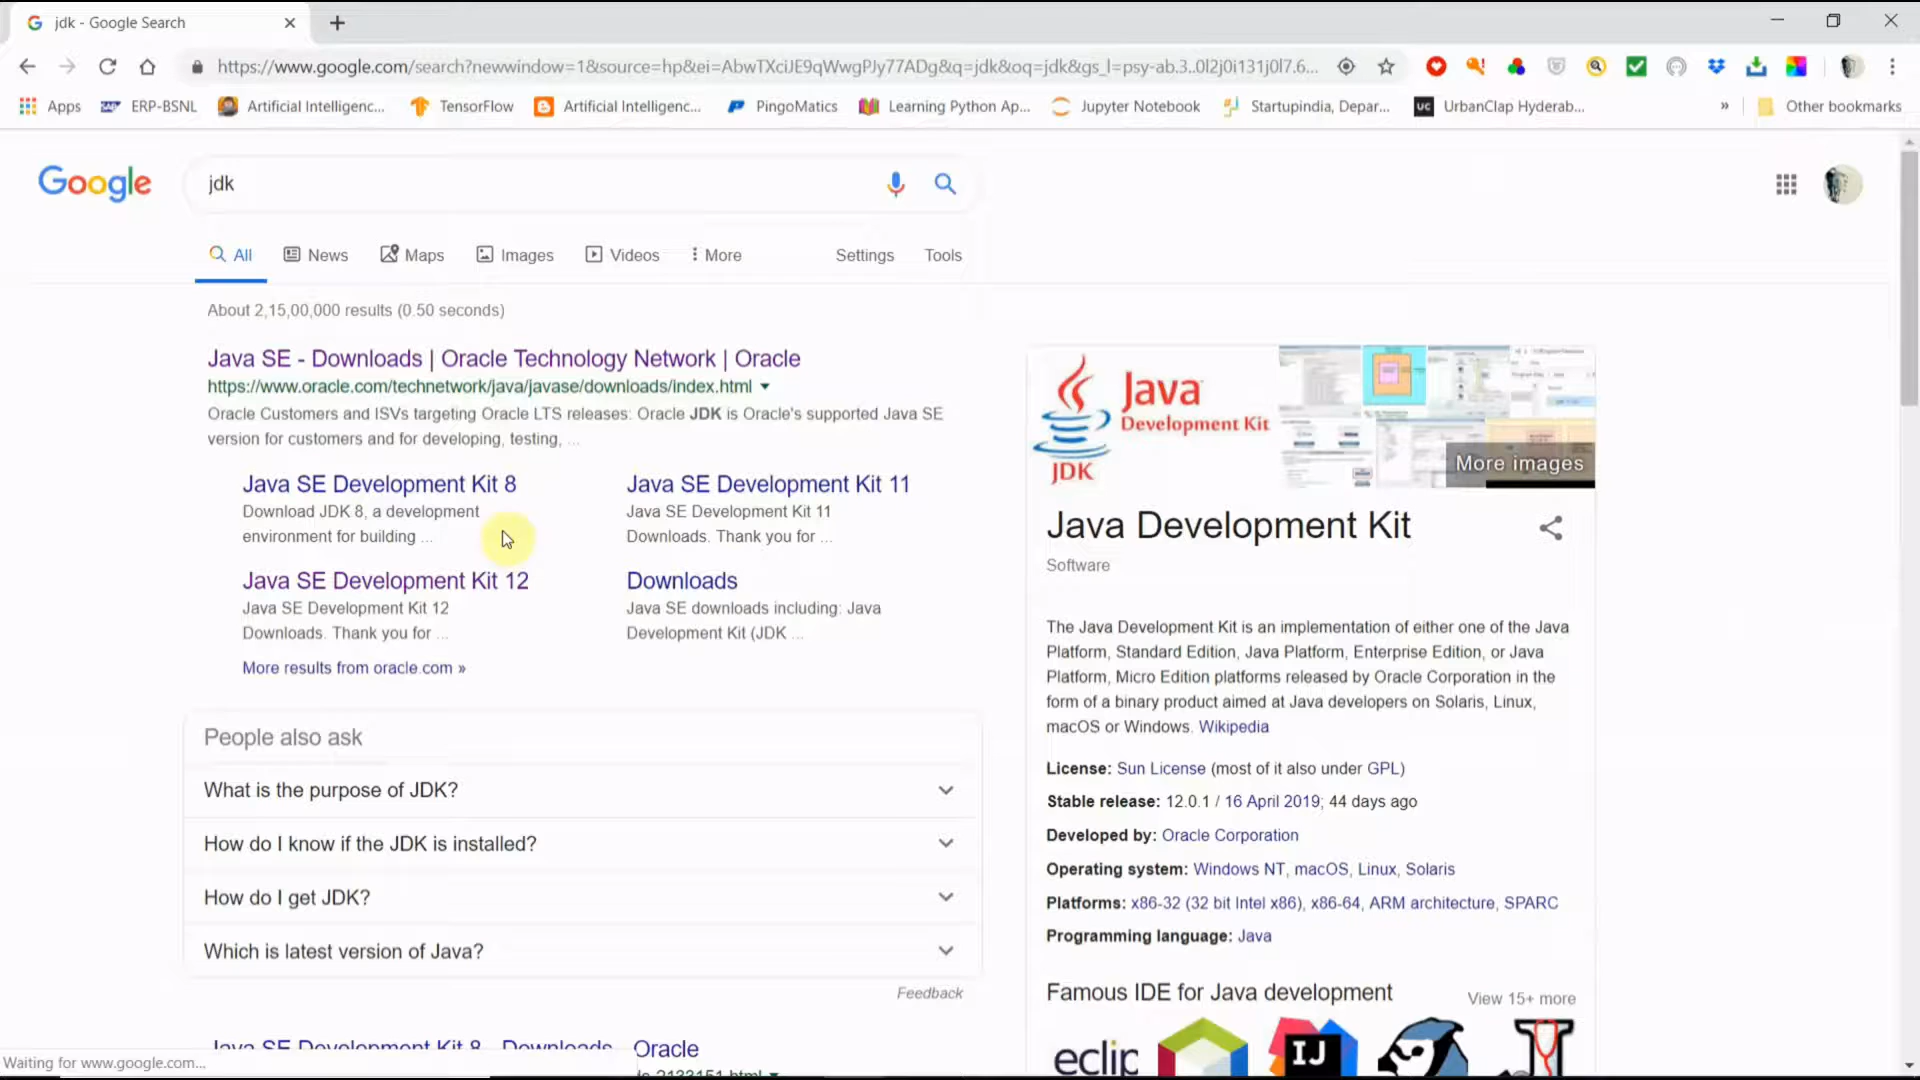 jdk - Google Search
https://www.google.com/search?newwindow=1&source=hp&ei=AbwTXciJE9qWwgPJy77ADg&q=jdk&oq=jdk&gs_l=psy-ab.3..0l2j0i131j0l7.6...
Apps ERP-BSNL Artificial Intelligenc... TensorFlow Artificial Intelligenc... PingoMatics Learning Python Ap... Jupyter Notebook Startupindia, Depar... UC UrbanClap Hyderab... » Other bookmarks
Google jdk
All News Maps Images Videos More Settings Tools
About 2,15,00,000 results (0.50 seconds)
Java SE - Downloads | Oracle Technology Network | Oracle
https://www.oracle.com/technetwork/java/javase/downloads/index.html
Oracle Customers and ISVs targeting Oracle LTS releases: Oracle JDK is Oracle's supported Java SE
version for customers and for developing, testing, ...
Java SE Development Kit 8
Download JDK 8, a development
environment for building ...
Java SE Development Kit 11
Java SE Development Kit 11
Downloads. Thank you for ...
Java SE Development Kit 12
Java SE Development Kit 12
Downloads. Thank you for ...
Downloads
Java SE downloads including: Java
Development Kit (JDK ...
More results from oracle.com »
People also ask
What is the purpose of JDK?
How do I know if the JDK is installed?
How do I get JDK?
Which is latest version of Java?
Feedback
Java SE Development Kit 8 - Downloads Oracle
Waiting for www.google.com...
Java
Development Kit
JDK
More images
Java Development Kit
Software
The Java Development Kit is an implementation of either one of the Java
Platform, Standard Edition, Java Platform, Enterprise Edition, or Java
Platform, Micro Edition platforms released by Oracle Corporation in the
form of a binary product aimed at Java developers on Solaris, Linux,
macOS or Windows. Wikipedia
License: Sun License (most of it also under GPL)
Stable release: 12.0.1 / 16 April 2019; 44 days ago
Developed by: Oracle Corporation
Operating system: Windows NT, macOS, Linux, Solaris
Platforms: x86-32 (32 bit Intel x86), x86-64, ARM architecture, SPARC
Programming language: Java
Famous IDE for Java development
View 15+ more
eclip
IJ